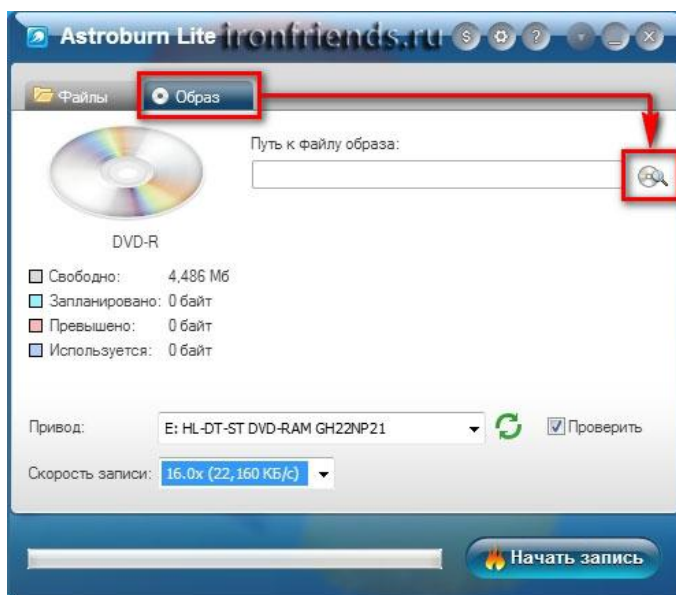 Astroburn Lite ironfriends.ru
Файлы
Образ
Путь к файлу образа:
DVD-R
Свободно: 4,486 Мб
Запланировано: 0 байт
Превышено: 0 байт
Используется: 0 байт
Привод: E: HL-DT-ST DVD-RAM GH22NP21 Проверить
Скорость записи: 16.0x (22,160 КБ/с)
Начать запись